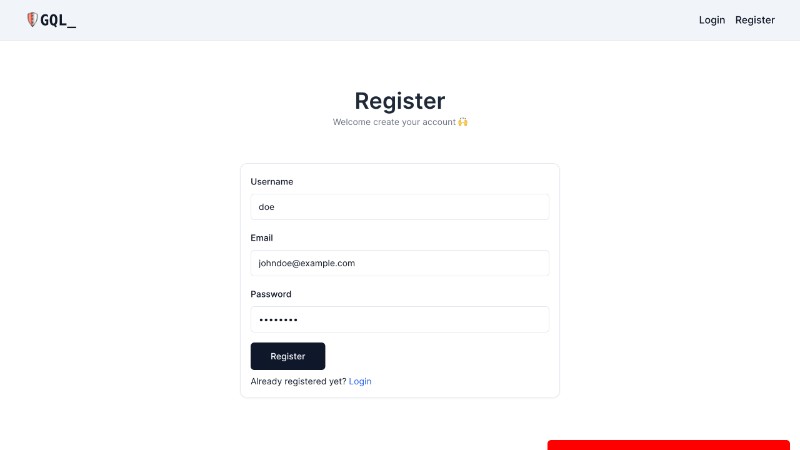 GQL_
Login
Register
Register
Welcome create your account 🙌
Username
doe
Email
johndoe@example.com
Password
••••••••
Register
Already registered yet? Login